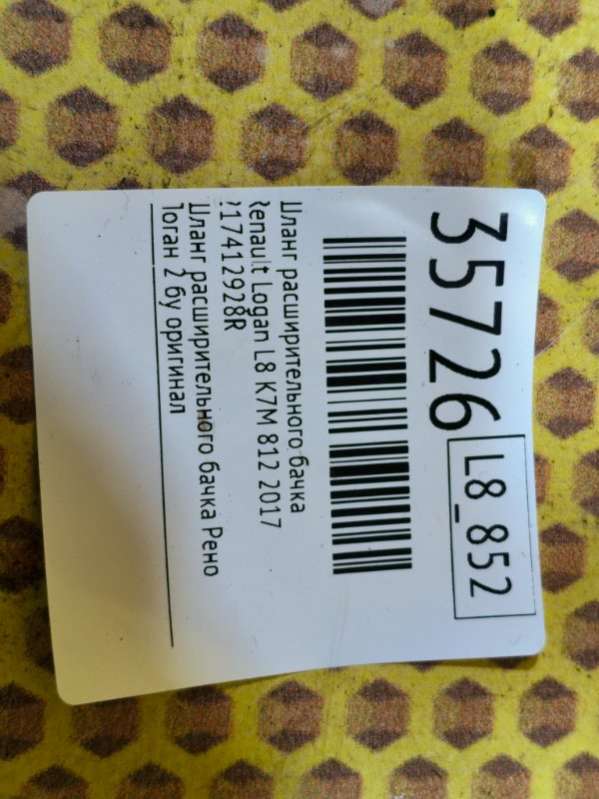 35726
L8_852
Шланг расширительного бачка
Renault Logan L8 K7M 812 2017
217412928R
Шланг расширительного бачка Рено
Логан 2 бу оригинал